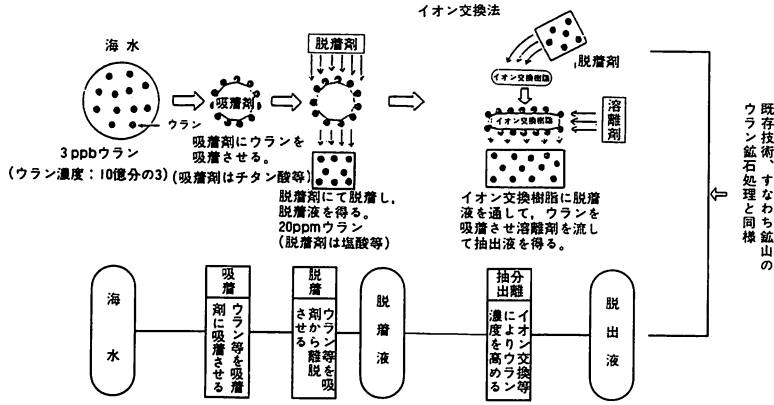 イオン交換法
海水
脱着剤
脱着剤
イオン交換樹脂
吸着剤
イオン交換樹脂
溶離剤
ウラン
3ppbウラン
(ウラン濃度:10億分の3)
吸着剤にウランを
吸着させる。
(吸着剤はチタン酸等)
脱着剤にて脱着し,
脱着液を得る。
20ppmウラン
(脱着剤は塩酸等)
イオン交換樹脂に脱着
液を通して,ウランを
吸着させ溶離剤を流し
て抽出液を得る。
既存技術、すなわち鉱山の
ウラン鉱石処理と同様
海水
吸着
ウラン等を吸着
剤に吸着させる
脱着
ウラン等を吸
剤から離脱
させる
脱着液
抽分
出離
イオン交換等
によりウラン
濃度を高める
脱出液